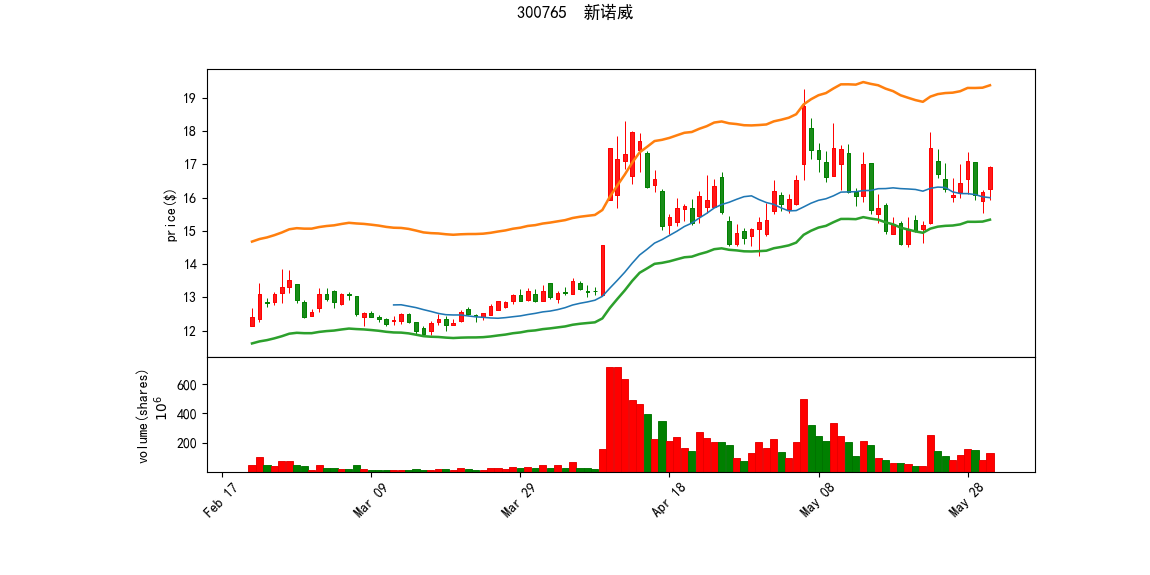 300765  新诺威
price($)
19
18
17
16
15
14
13
12
volume(shares)
10^6
600
400
200
Feb 17
Mar 09
Mar 29
Apr 18
May 08
May 28